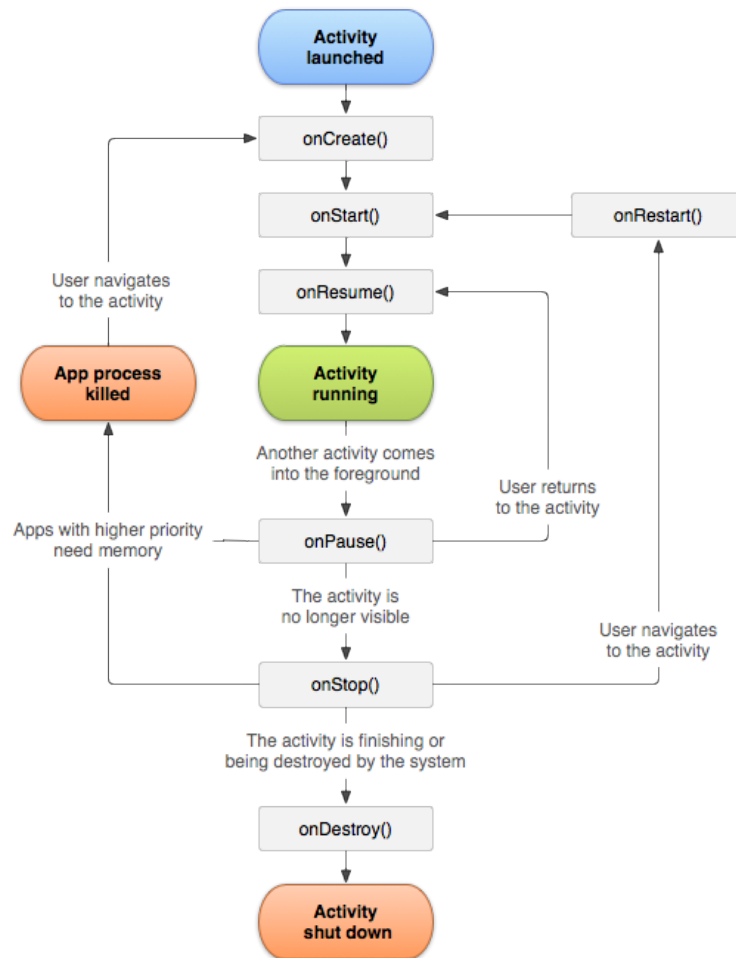 Activity
launched
onCreate()
onStart()
onRestart()
User navigates
to the activity
onResume()
App process
killed
Activity
running
Another activity comes
into the foreground
User returns
to the activity
Apps with higher priority
need memory
onPause()
The activity is
no longer visible
User navigates
to the activity
onStop()
The activity is finishing or
being destroyed by the system
onDestroy()
Activity
shut down